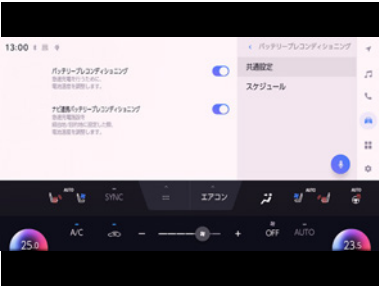 13:00
バッテリープレコンディショニング
共通設定
バッテリープレコンディショニング
急速充電を行うために、
電池温度を調整します。
スケジュール
ナビ連携バッテリープレコンディショニング
急速充電施設を
目的地/経由地に設定した際、
電池温度を調整します。
AUTO
SYNC
エアコン
AUTO
AUTO
A/C
OFF
AUTO
25.0
23.5